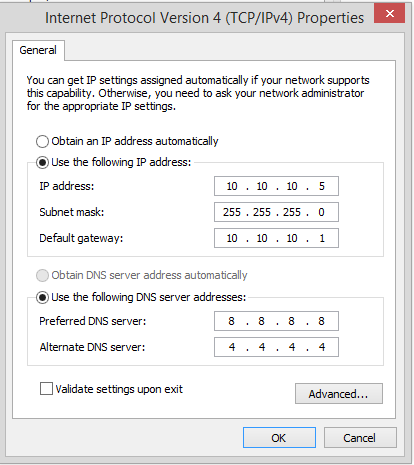 Internet Protocol Version 4 (TCP/IPv4) Properties
General
You can get IP settings assigned automatically if your network supports
this capability. Otherwise, you need to ask your network administrator
for the appropriate IP settings.
Obtain an IP address automatically
Use the following IP address:
IP address: 10 . 10 . 10 . 5
Subnet mask: 255 . 255 . 255 . 0
Default gateway: 10 . 10 . 10 . 1
Obtain DNS server address automatically
Use the following DNS server addresses:
Preferred DNS server: 8 . 8 . 8 . 8
Alternate DNS server: 4 . 4 . 4 . 4
Validate settings upon exit
Advanced...
OK Cancel